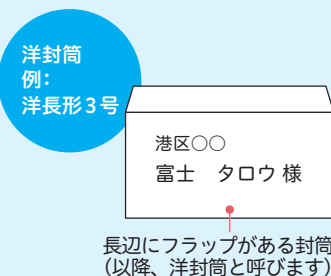 洋封筒
例：
洋長形3号
港区○○
富士　タロウ 様
長辺にフラップがある封筒
（以降、洋封筒と呼びます）